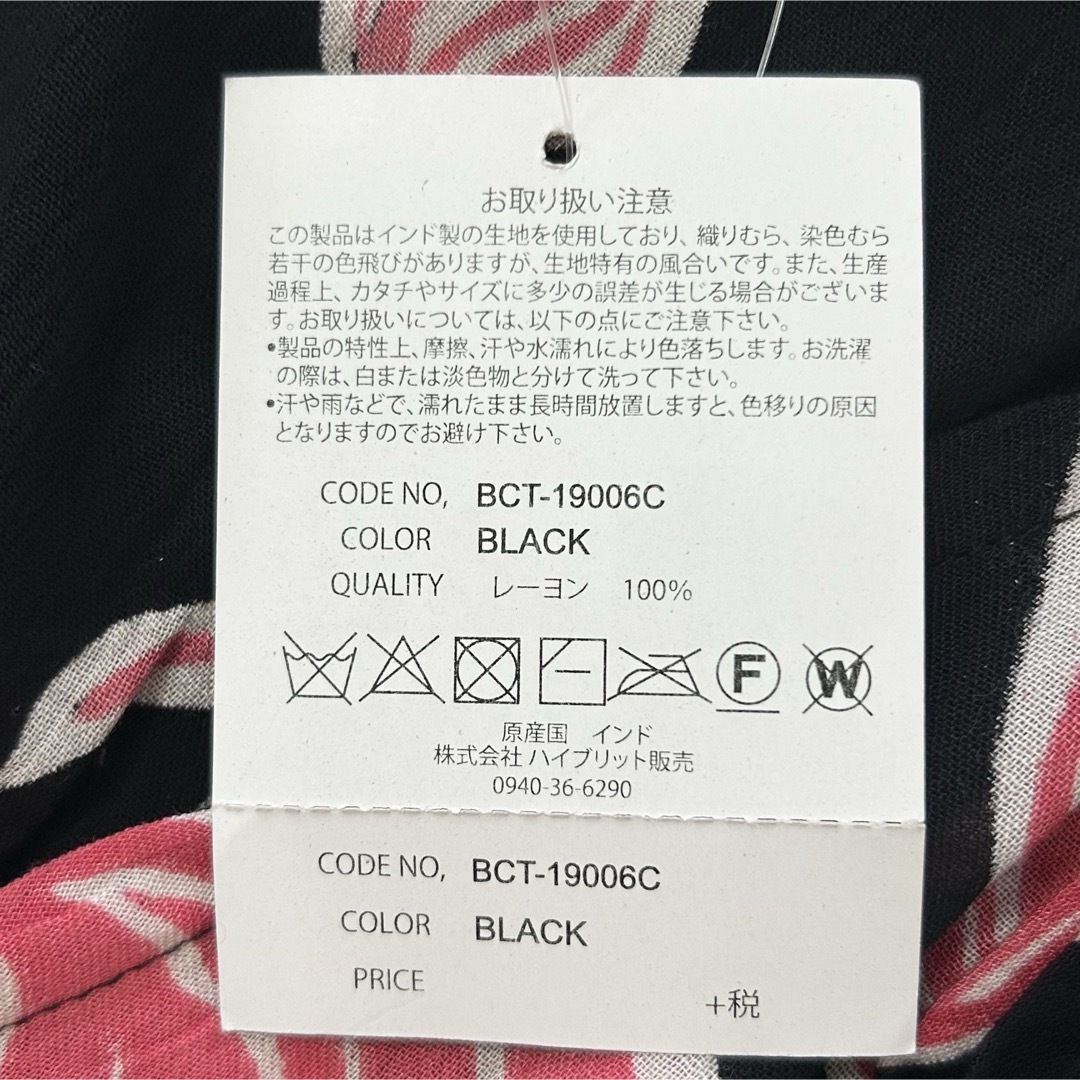 お取り扱い注意
この製品はインド製の生地を使用しており、織りむら、染色むら
若干の色飛びがありますが、生地特有の風合いです。また、生産
過程上、カタチやサイズに多少の誤差が生じる場合がございま
す。お取り扱いについては、以下の点にご注意下さい。
•製品の特性上、摩擦、汗や水濡れにより色落ちします。お洗濯
の際は、白または淡色物と分けて洗って下さい。
•汗や雨などで、濡れたまま長時間放置しますと、色移りの原因
となりますのでお避け下さい。
CODE NO, BCT-19006C
COLOR BLACK
QUALITY レーヨン 100%
F W
原産国 インド
株式会社 ハイブリット販売
0940-36-6290
CODE NO, BCT-19006C
COLOR BLACK
PRICE
+税